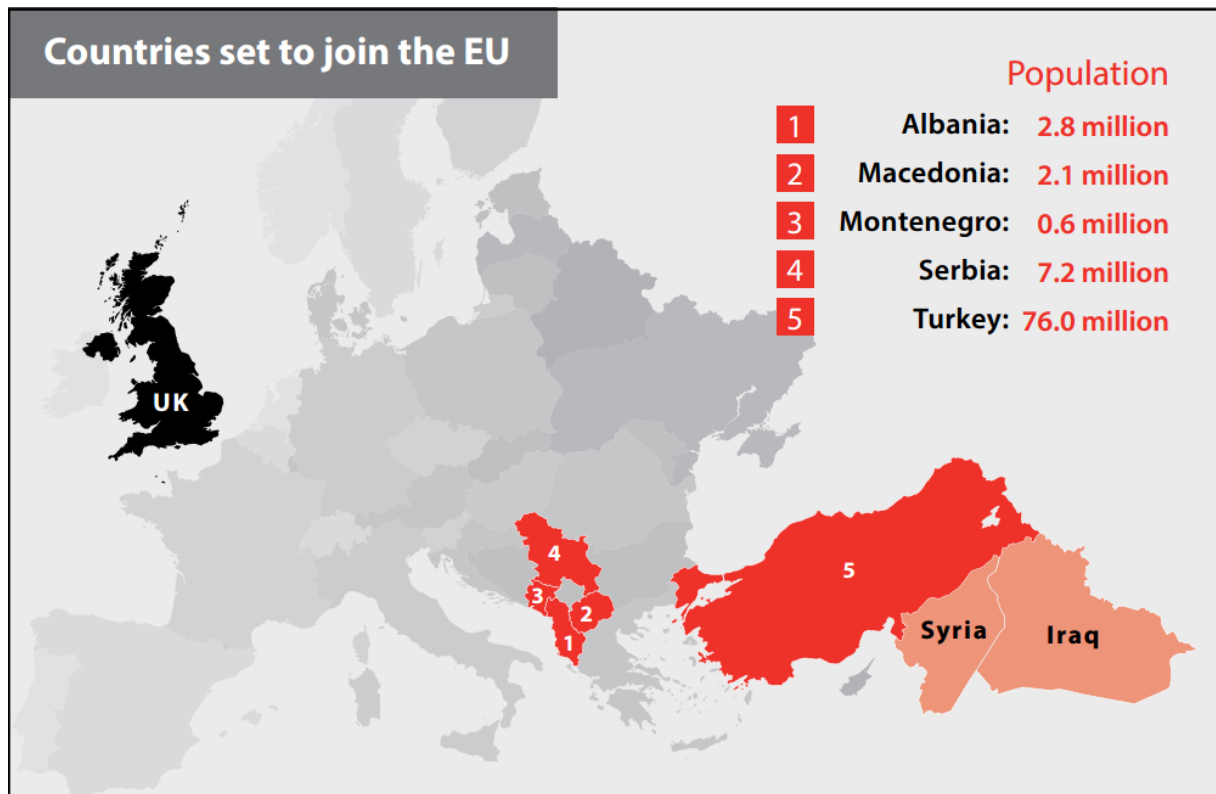 Countries set to join the EU
Population
1 Albania: 2.8 million
2 Macedonia: 2.1 million
3 Montenegro: 0.6 million
4 Serbia: 7.2 million
5 Turkey: 76.0 million
UK
4
5
3
2
1
Syria
Iraq